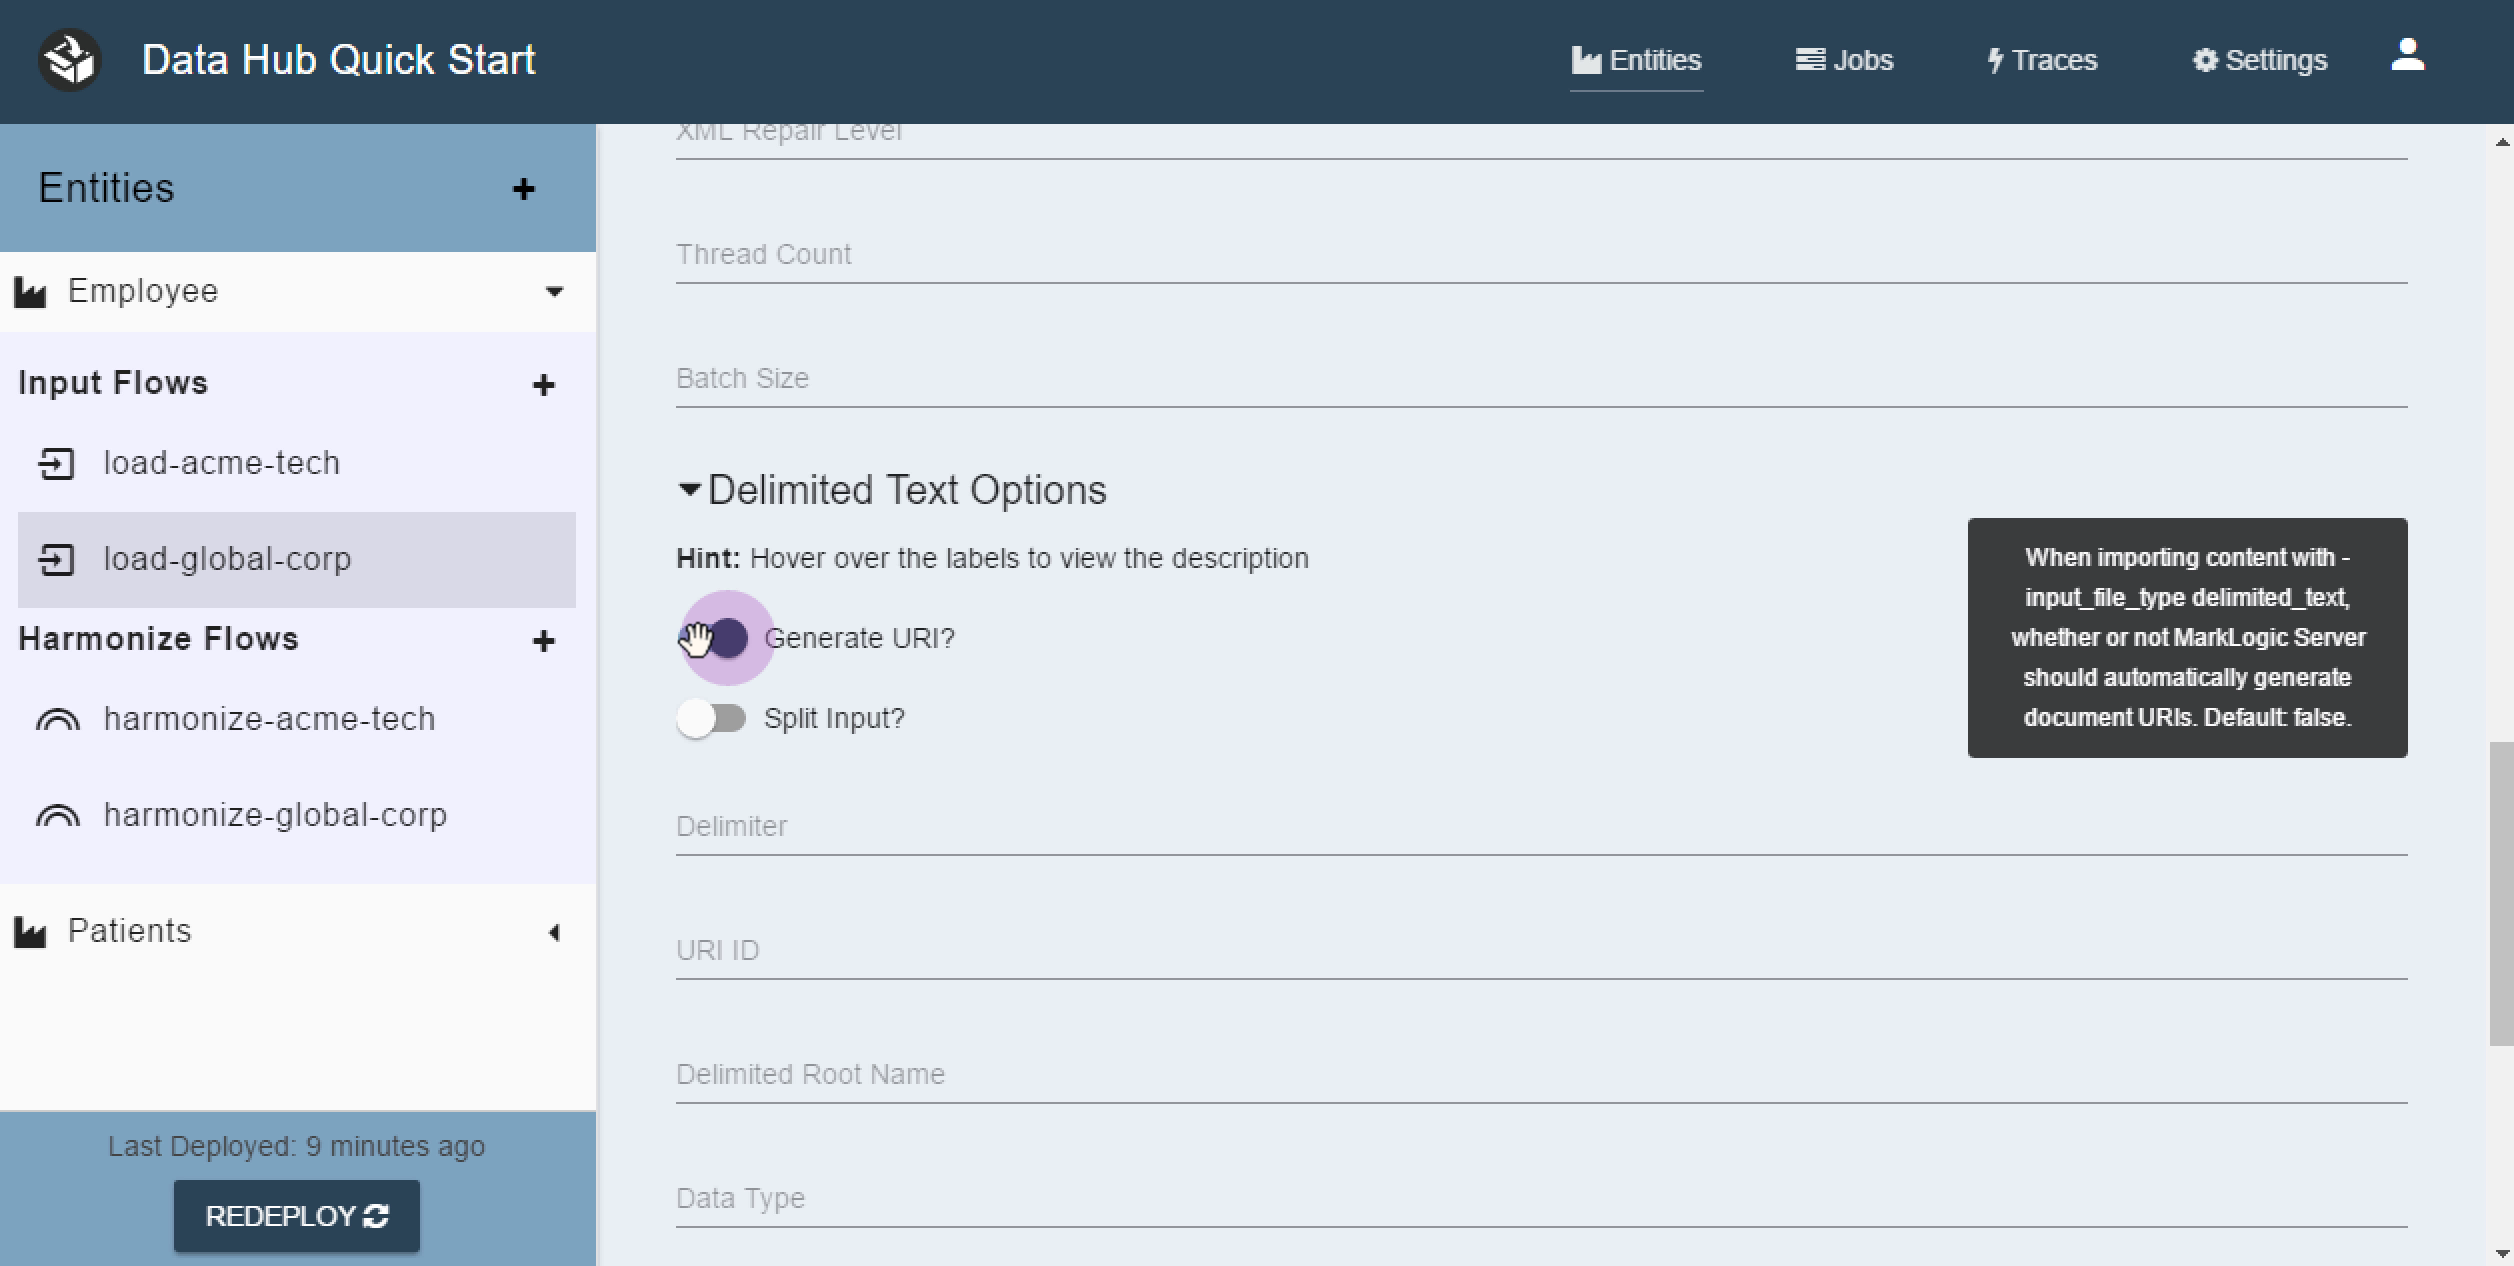 Data Hub Quick Start
Entities
Jobs
Traces
Settings
Entities
Employee
Input Flows
load-acme-tech
load-global-corp
Harmonize Flows
harmonize-acme-tech
harmonize-global-corp
Patients
Last Deployed: 9 minutes ago
REDEPLOY
XML Repair Level
Thread Count
Batch Size
Delimited Text Options
Hint: Hover over the labels to view the description
Generate URI?
Split Input?
When importing content with -
input_file_type delimited_text,
whether or not MarkLogic Server
should automatically generate
document URIs. Default: false.
Delimiter
URI ID
Delimited Root Name
Data Type